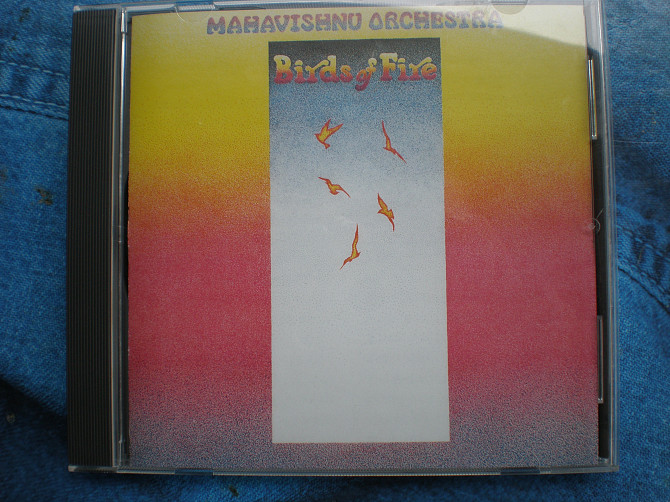 MAHAVISHNU ORCHESTRA
Birds of Fire